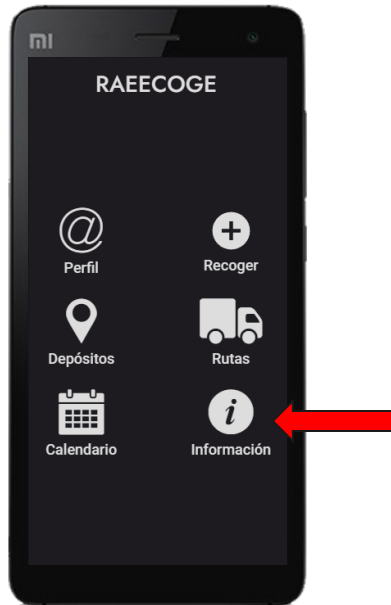 mi
RAEECOGE
@
Perfil
Recoger
Depósitos
Rutas
Calendario
i
Información